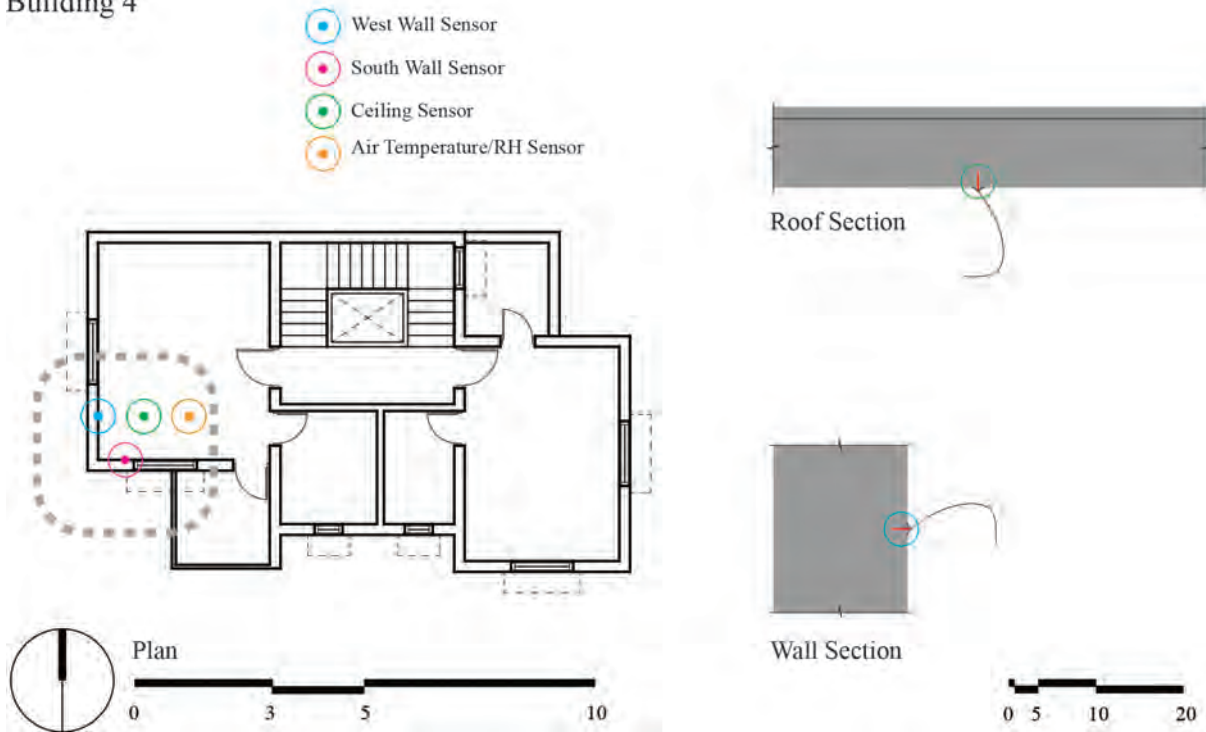 Building 4
West Wall Sensor
South Wall Sensor
Ceiling Sensor
Air Temperature/RH Sensor
Roof Section
Plan
0 3 5 10
Wall Section
0 5 10 20